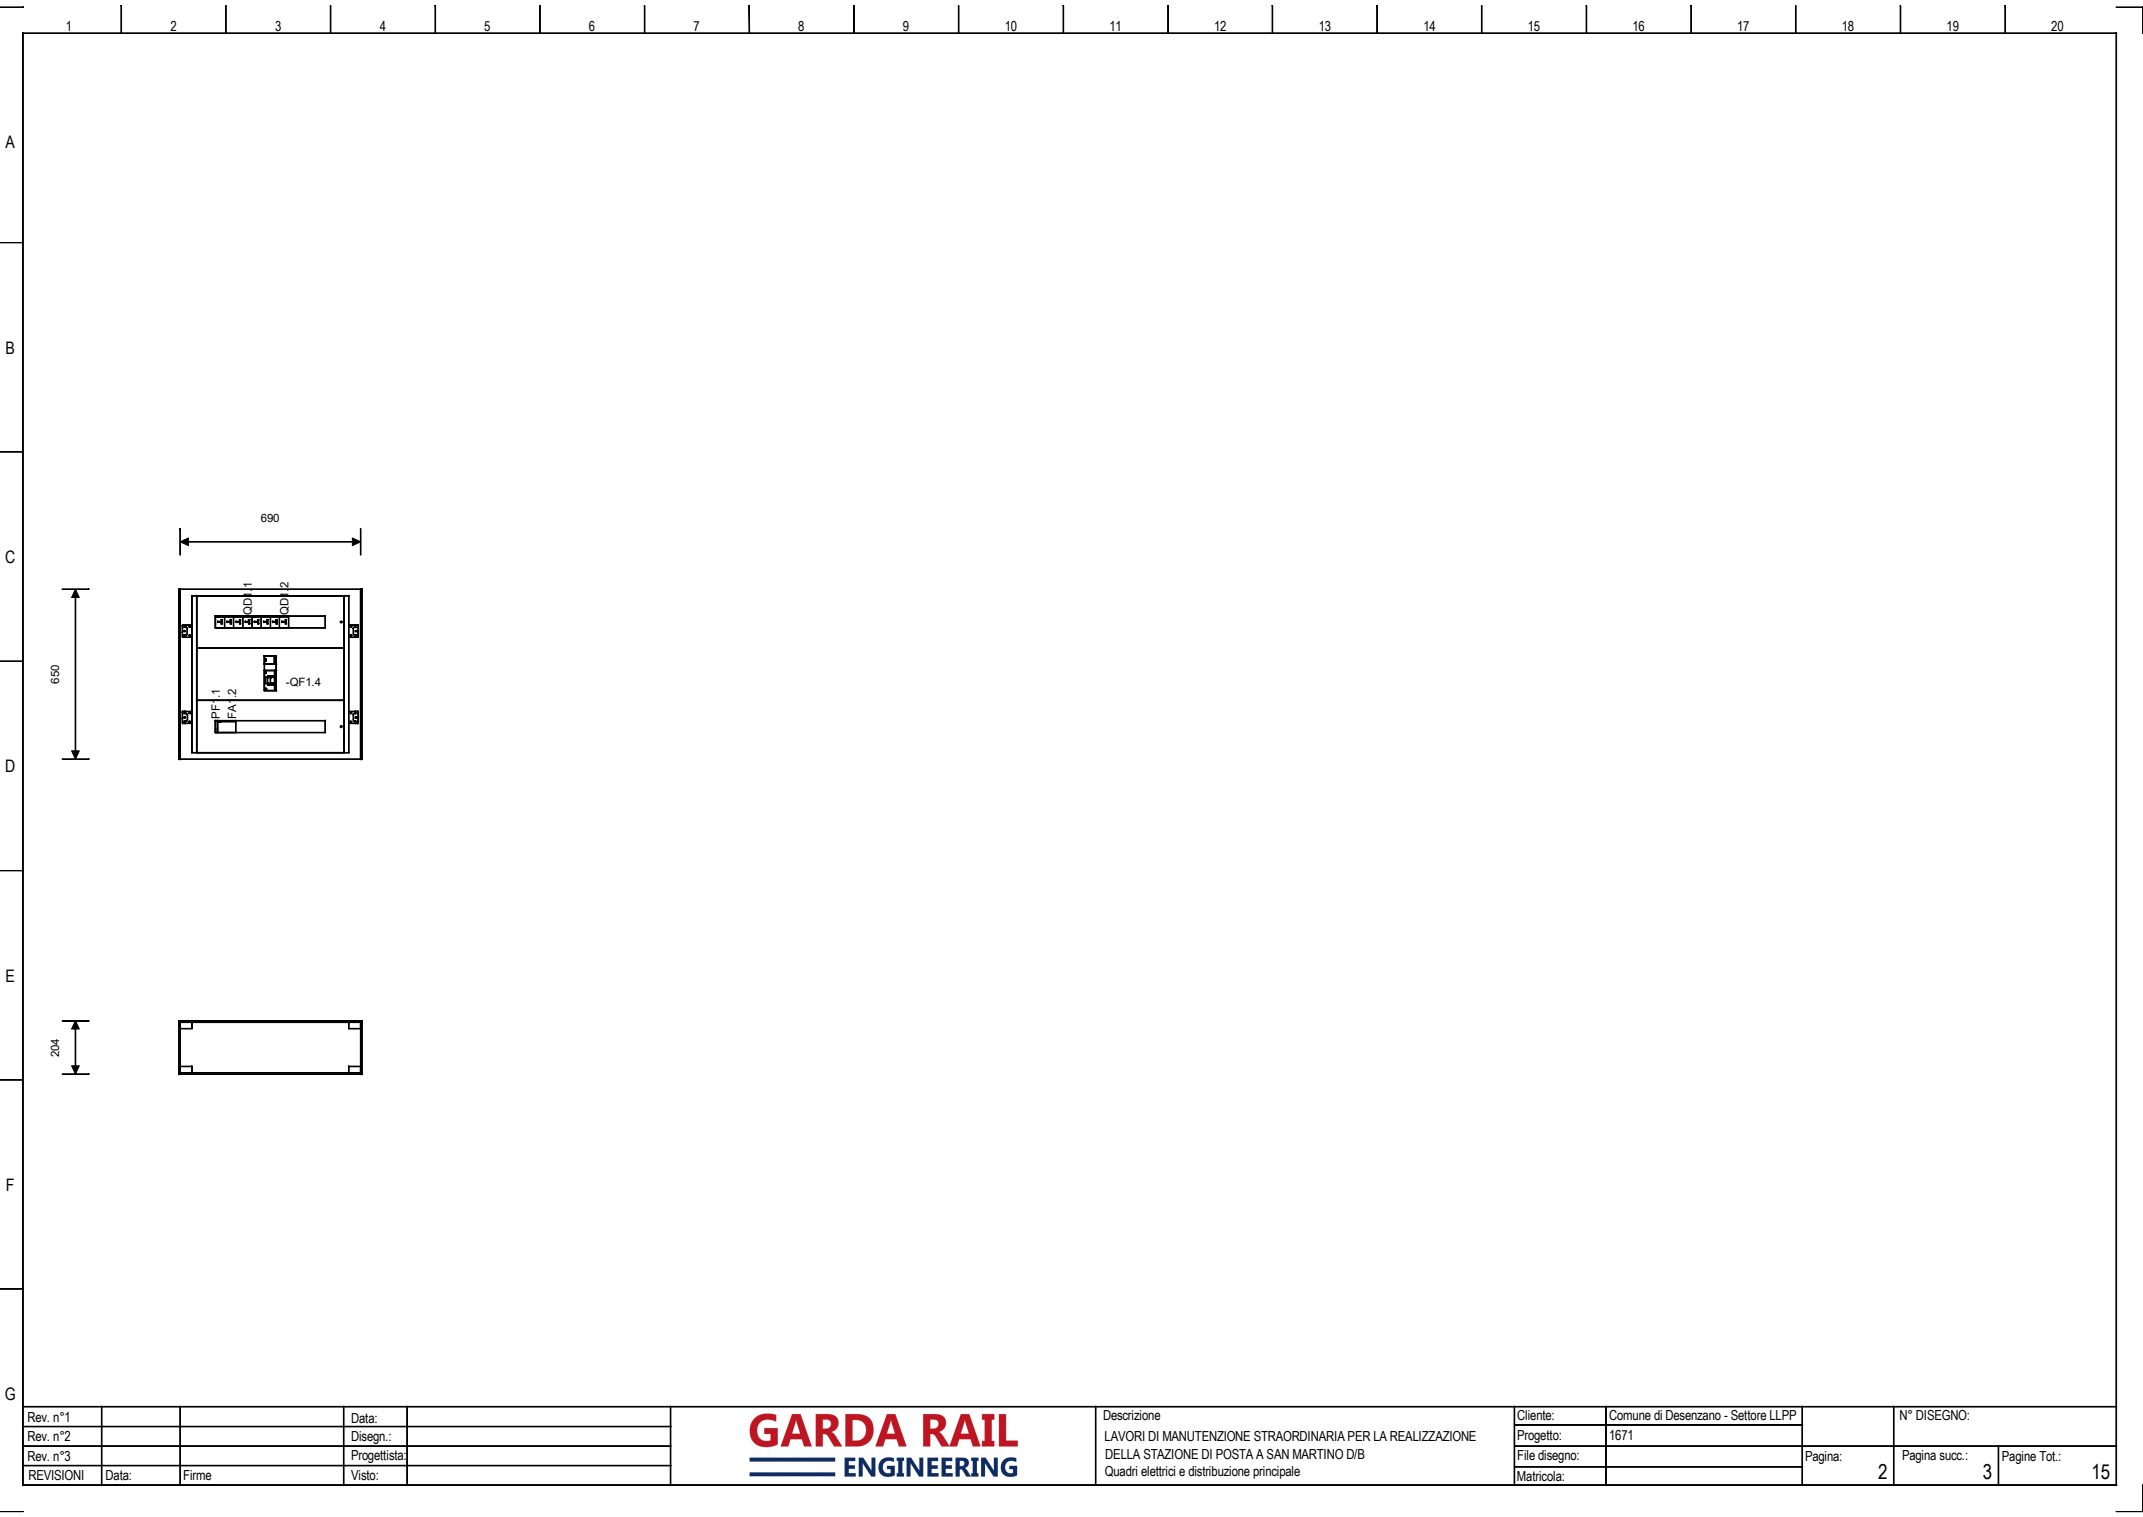 1 2 3 4 5 6 7 8 9 10 11 12 13 14 15 16 17 18 19 20
A
B
C
D
E
F
G
690
650
QD1.1
QD1.2
-QF1.4
PF1.1
FA1.2
204
Rev. n°1
Rev. n°2
Rev. n°3
REVISIONI Data: Firme
Data:
Disegn.:
Progettista:
Visto:
GARDA RAIL
ENGINEERING
Descrizione
LAVORI DI MANUTENZIONE STRAORDINARIA PER LA REALIZZAZIONE
DELLA STAZIONE DI POSTA A SAN MARTINO D/B
Quadri elettrici e distribuzione principale
Cliente: Comune di Desenzano - Settore LLPP
Progetto: 1671
File disegno:
Matricola:
N° DISEGNO:
Pagina: 2
Pagina succ.: 3
Pagine Tot.: 15